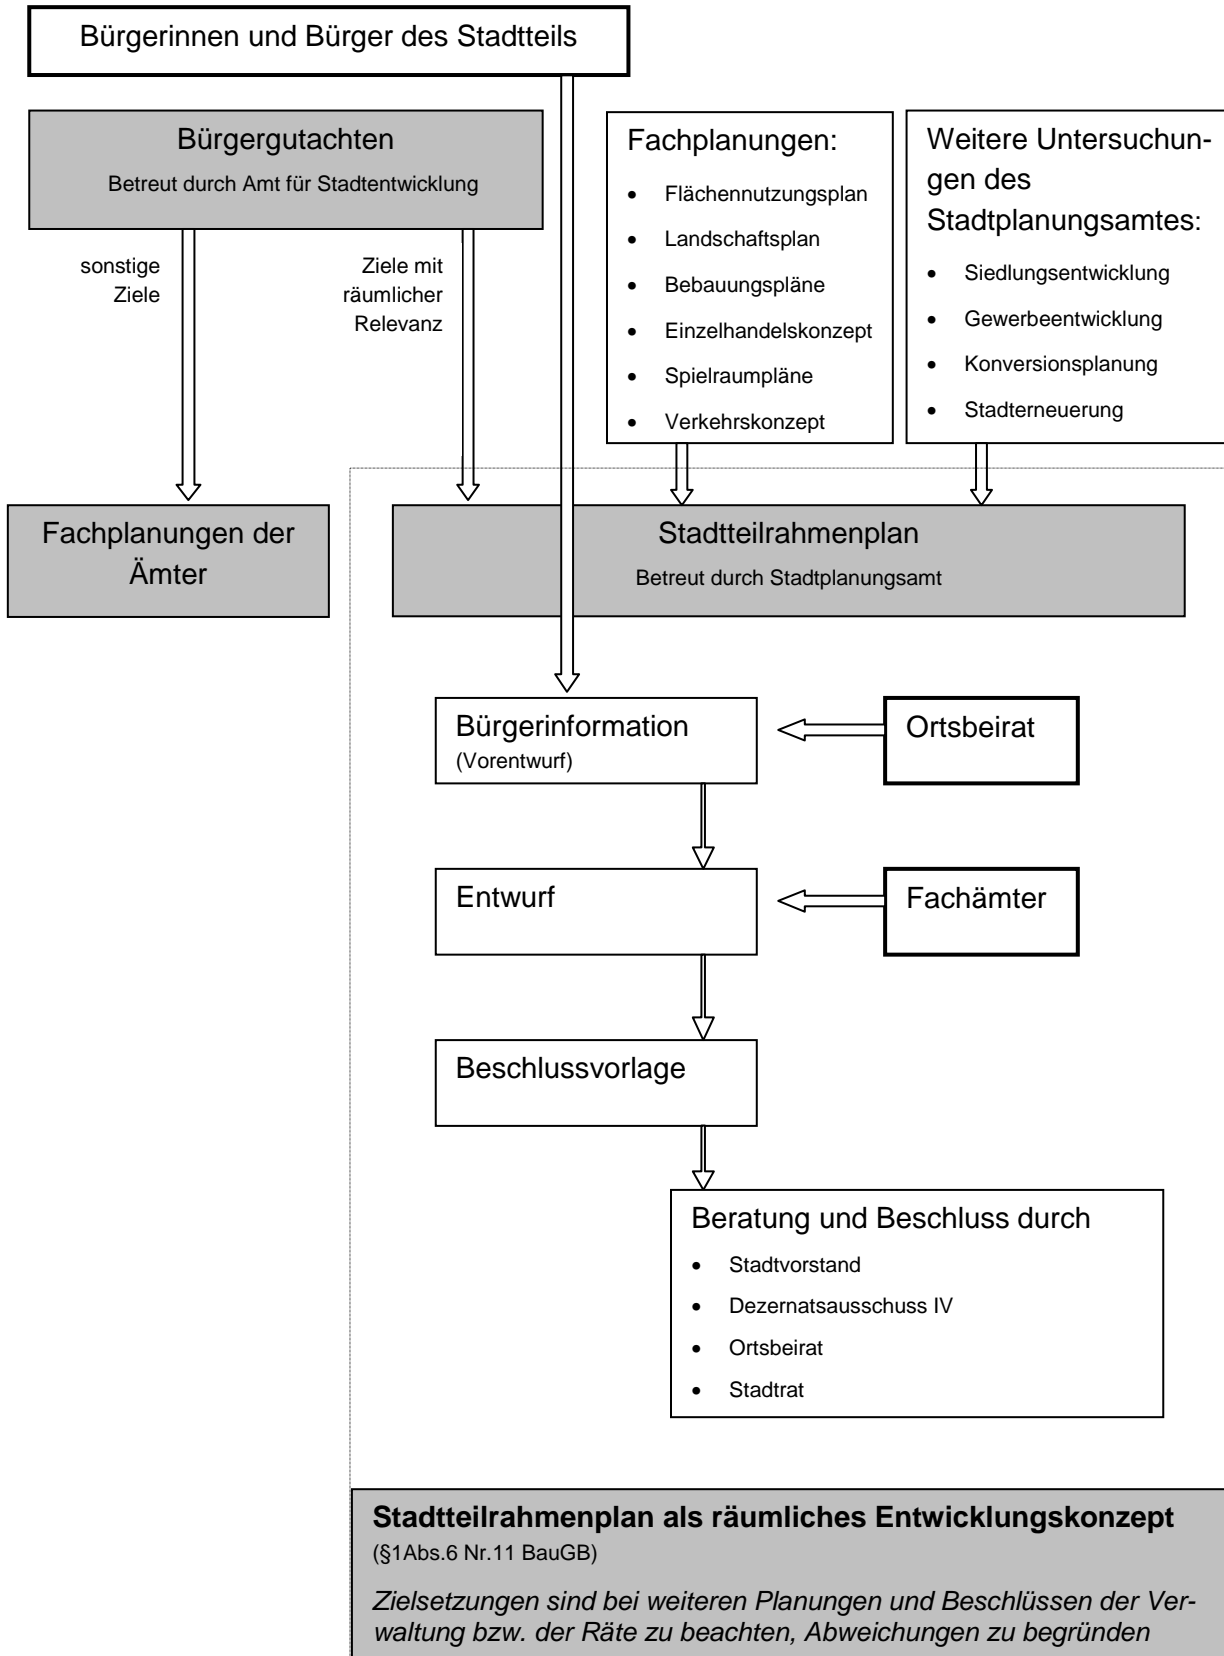 Bürgerinnen und Bürger des Stadtteils
Bürgergutachten
Betreut durch Amt für Stadtentwicklung
Fachplanungen:
• Flächennutzungsplan
• Landschaftsplan
• Bebauungspläne
• Einzelhandelskonzept
• Spielraumpläne
• Verkehrskonzept
Weitere Untersuchun-
gen des
Stadtplanungsamtes:
• Siedlungsentwicklung
• Gewerbeentwicklung
• Konversionsplanung
• Stadterneuerung
sonstige
Ziele
Ziele mit
räumlicher
Relevanz
Fachplanungen der
Ämter
Stadtteilrahmenplan
Betreut durch Stadtplanungsamt
Bürgerinformation
(Vorentwurf)
Ortsbeirat
Entwurf
Fachämter
Beschlussvorlage
Beratung und Beschluss durch
• Stadtvorstand
• Dezernatsausschuss IV
• Ortsbeirat
• Stadtrat
Stadtteilrahmenplan als räumliches Entwicklungskonzept
(§1Abs.6 Nr.11 BauGB)
Zielsetzungen sind bei weiteren Planungen und Beschlüssen der Ver-
waltung bzw. der Räte zu beachten, Abweichungen zu begründen